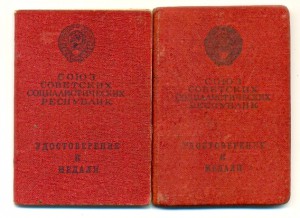 СОЮЗ
СОВЕТСКИХ
СОЦИАЛИСТИЧЕСКИХ
РЕСПУБЛИК
УДОСТОВЕРЕНИЕ
К
МЕДАЛИ
СОЮЗ
СОВЕТСКИХ
СОЦИАЛИСТИЧЕСКИХ
РЕСПУБЛИК
УДОСТОВЕРЕНИЕ
К
МЕДАЛИ